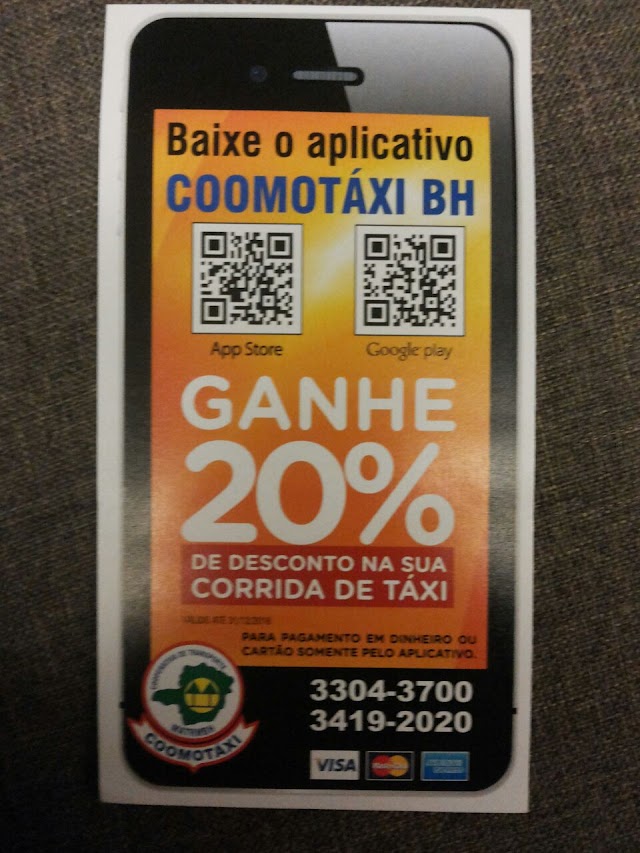 Baixe o aplicativo
COOMOTÁXI BH
App Store
Google play
GANHE
20%
DE DESCONTO NA SUA
CORRIDA DE TÁXI
PARA PAGAMENTO EM DINHEIRO OU
CARTÃO SOMENTE PELO APLICATIVO.
3304-3700
3419-2020
COOMOTAXI
VISA
MasterCard